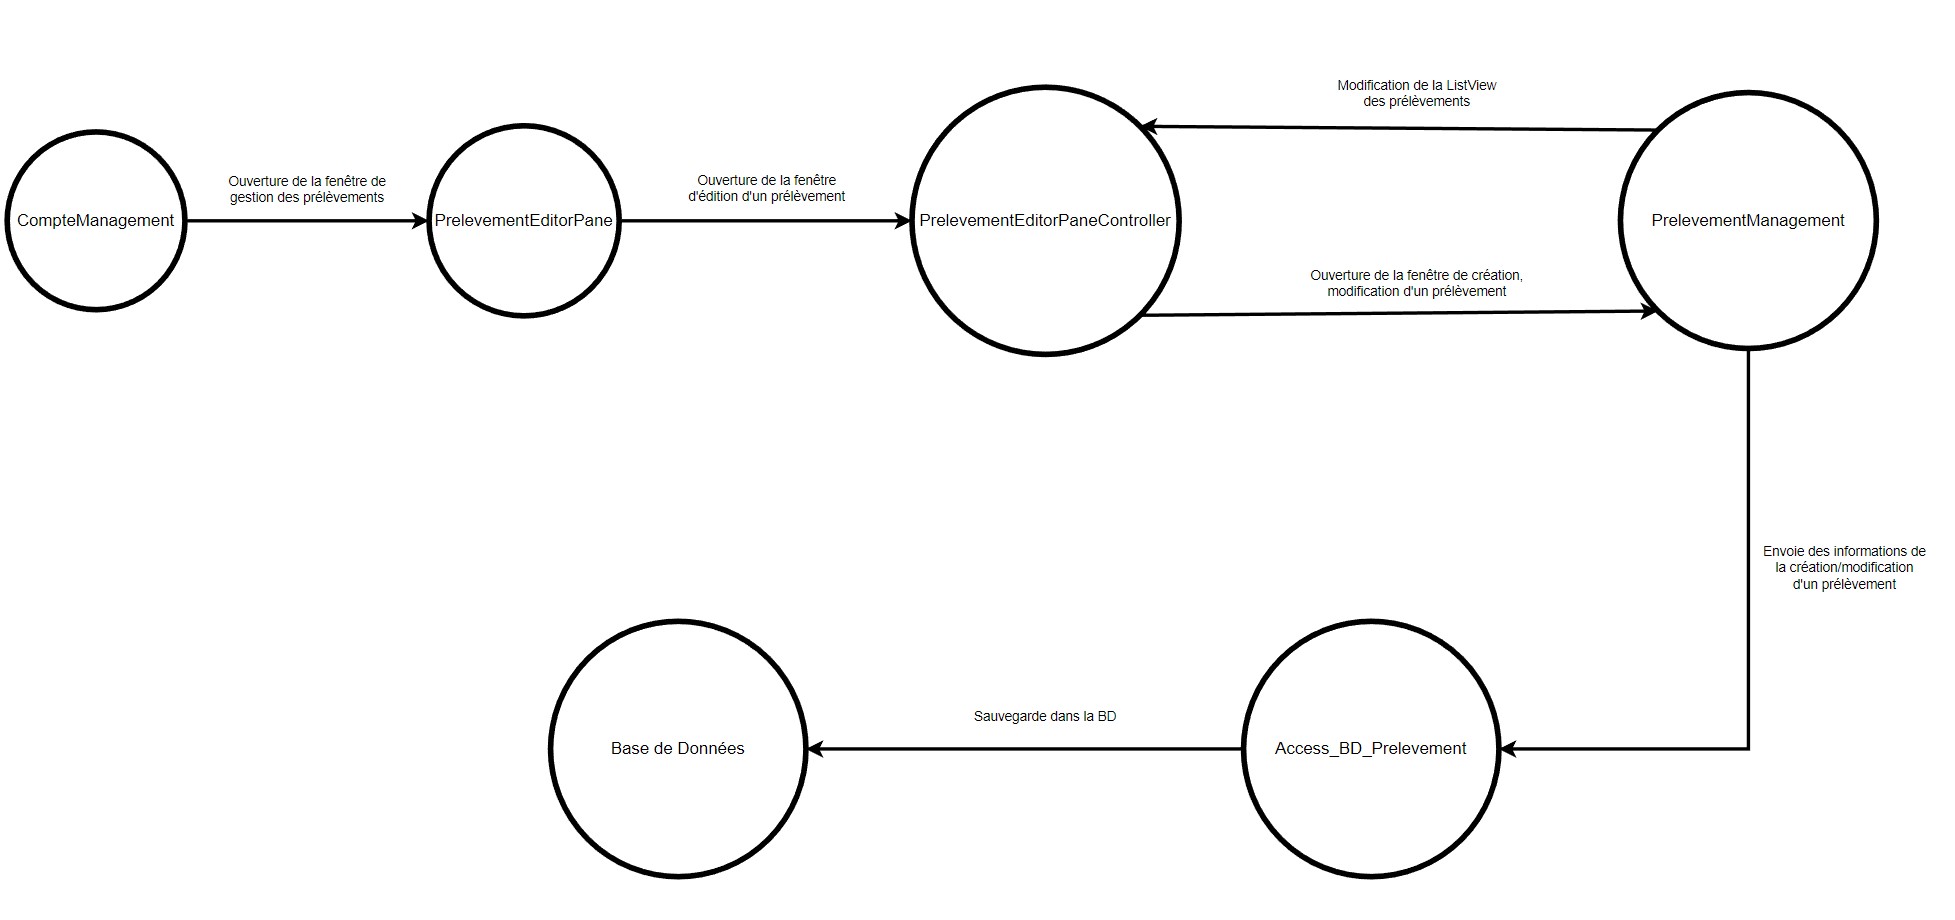 Modification de la ListView
des prélèvements
Ouverture de la fenêtre de
gestion des prélèvements
Ouverture de la fenêtre
d'édition d'un prélèvement
CompteManagement
PrelevementEditorPane
PrelevementEditorPaneController
PrelevementManagement
Ouverture de la fenêtre de création,
modification d'un prélèvement
Envoie des informations de
la création/modification
d'un prélèvement
Sauvegarde dans la BD
Base de Données
Access_BD_Prelevement